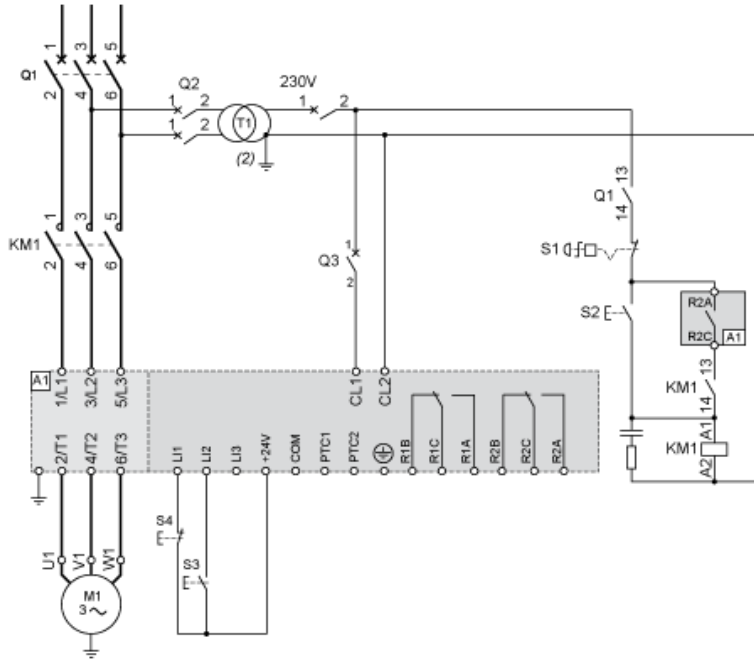 1 3 5
Q1
2 4 6
Q2
1 2
1 2
T1
(2)
230V
1 2
13
Q1
14
1 3 5
KM1
2 4 6
1
Q3
2
S1
S2
R2A
R2C
A1
13
KM1
14
A1
KM1
A2
A1
1/L1 3/L2 5/L3
CL1 CL2
2/T1 4/T2 6/T3
LI1 LI2 LI3 +24V COM PTC1 PTC2 R1B R1C R1A R2B R2C R2A
S4
S3
U1 V1 W1
M1
3